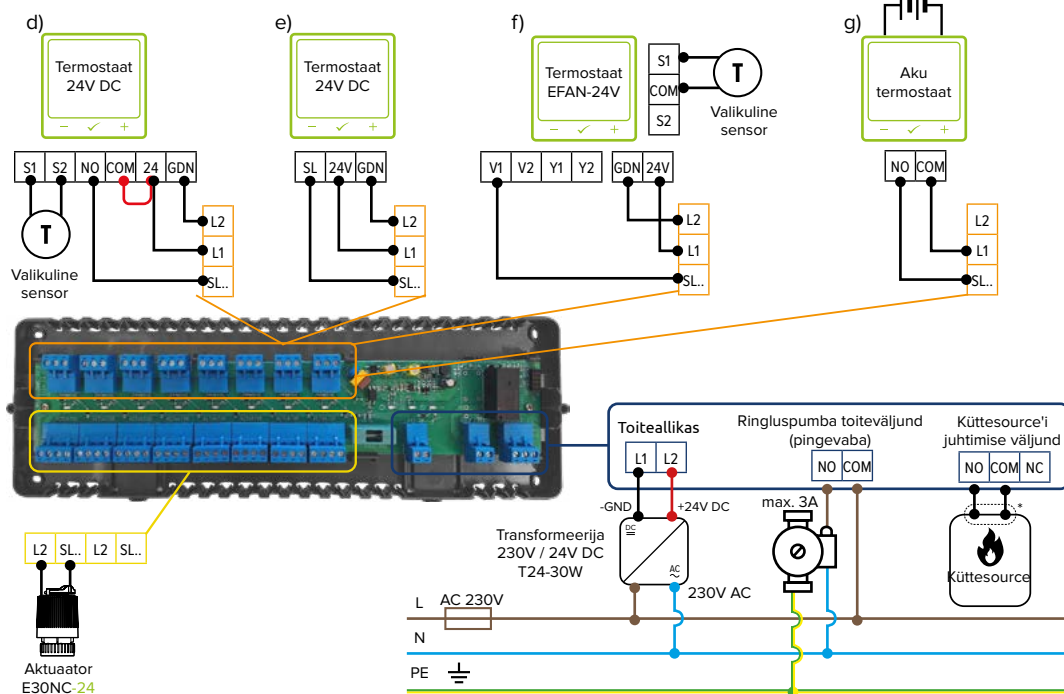 d)
Termostaat
24V DC
S1 S2 NO COM 24 GDN
T
Valikuline
sensor
L2
L1
SL..
e)
Termostaat
24V DC
SL 24V GDN
L2
L1
SL..
f)
Termostaat
EFAN-24V
S1
COM
S2
T
Valikuline
sensor
V1 V2 Y1 Y2 GDN 24V
L2
L1
SL..
g)
Aku
termostaat
NO COM
L2
L1
SL..
Toiteallikas
L1 L2
-GND +24V DC
Transformeerija
230V / 24V DC
T24-30W
DC
AC
230V AC
Ringluspumba toiteväljund
(pingevaba)
NO COM
max. 3A
Küttesource'i
juhtimise väljund
NO COM NC
*
Küttesource
L2 SL.. L2 SL..
Aktuaator
E30NC-24
L AC 230V
N
PE